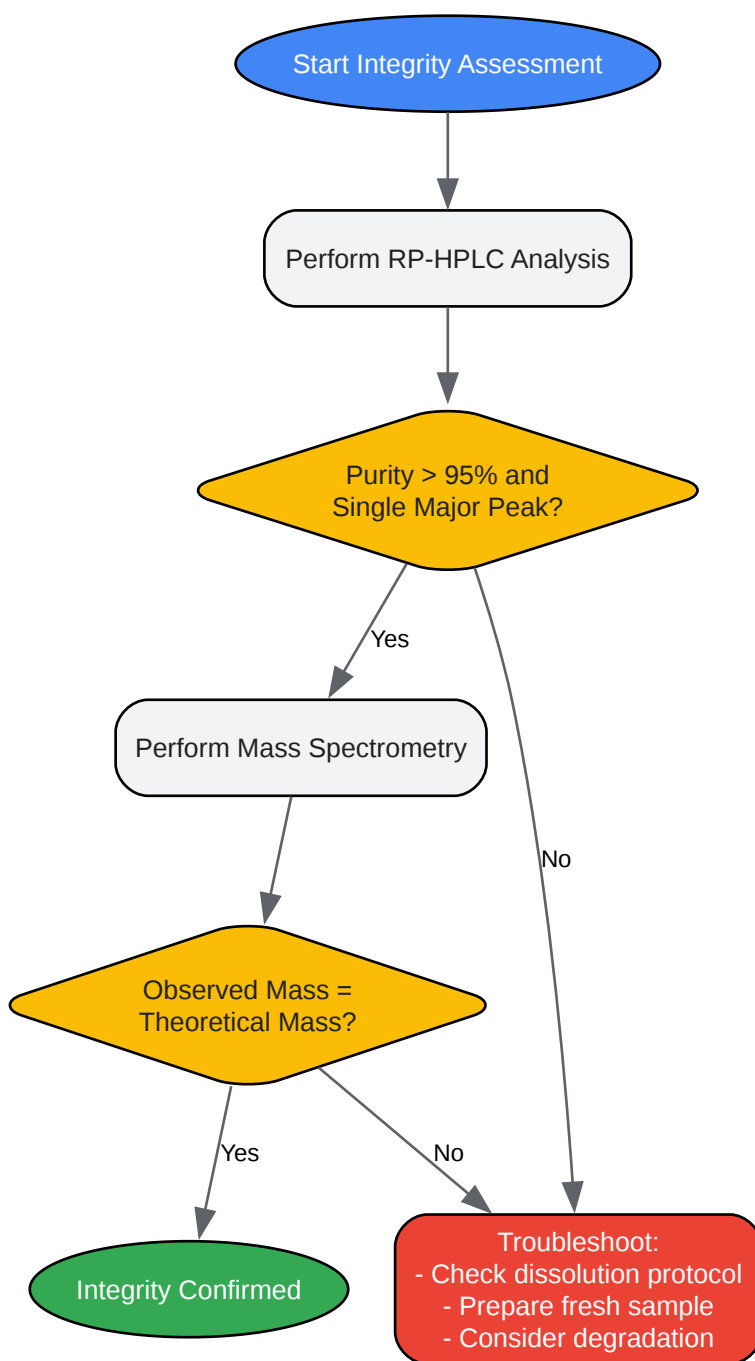 Start Integrity Assessment
Perform RP-HPLC Analysis
Purity > 95% and
Single Major Peak?
Yes
Perform Mass Spectrometry
No
Observed Mass =
Theoretical Mass?
Yes
No
Integrity Confirmed
Troubleshoot:
- Check dissolution protocol
- Prepare fresh sample
- Consider degradation